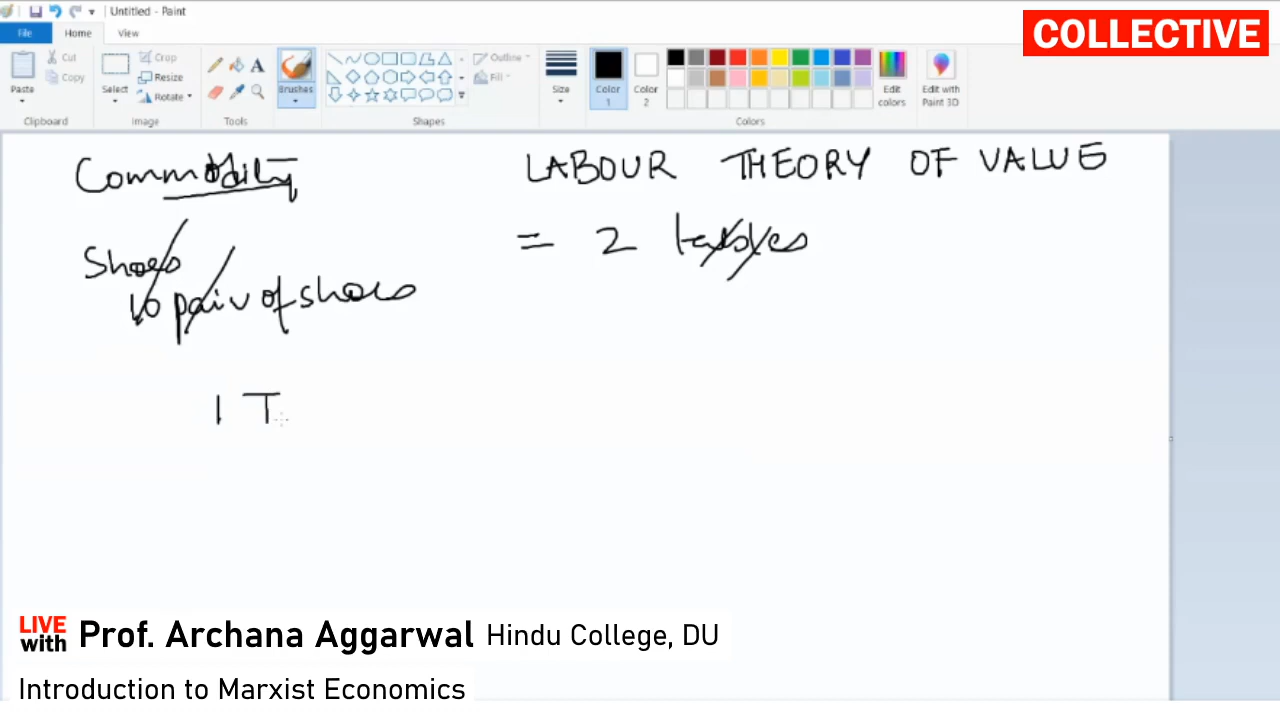 Untitled - Paint
COLLECTIVE
File Home View
Cut
Copy
Paste
Clipboard
Crop
Resize
Rotate
Select
Image
Tools
Brushes
Outline
Fill
Shapes
Size
Color 1
Color 2
Edit colors
Edit with Paint 3D
Colors
Commodity
LABOUR THEORY OF VALUE
Shoes
= 2 tables
10 pair of shoes
1 T
LIVE with Prof. Archana Aggarwal Hindu College, DU
Introduction to Marxist Economics